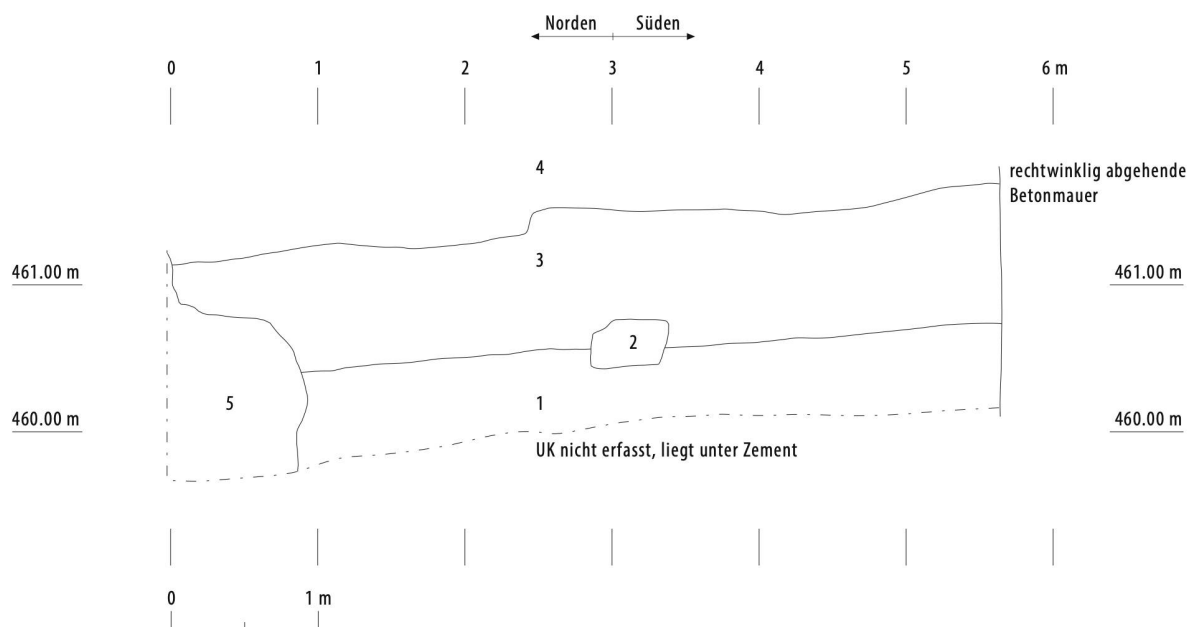 Norden Süden
0 1 2 3 4 5 6 m
4
rechtwinklig abgehende
Betonmauer
3
461.00 m 461.00 m
2
5 1
460.00 m 460.00 m
UK nicht erfasst, liegt unter Zement
0 1 m